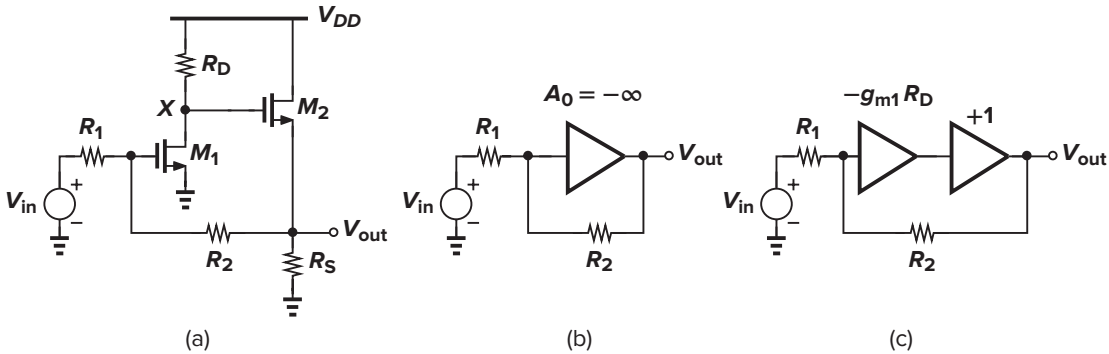 V_DD
R_D
X
M_2
R_1
M_1
V_in
+
−
R_2
V_out
R_S
(a)
A_0 = −∞
R_1
V_in
+
−
V_out
R_2
(b)
−g_m1 R_D
+1
R_1
V_in
+
−
V_out
R_2
(c)